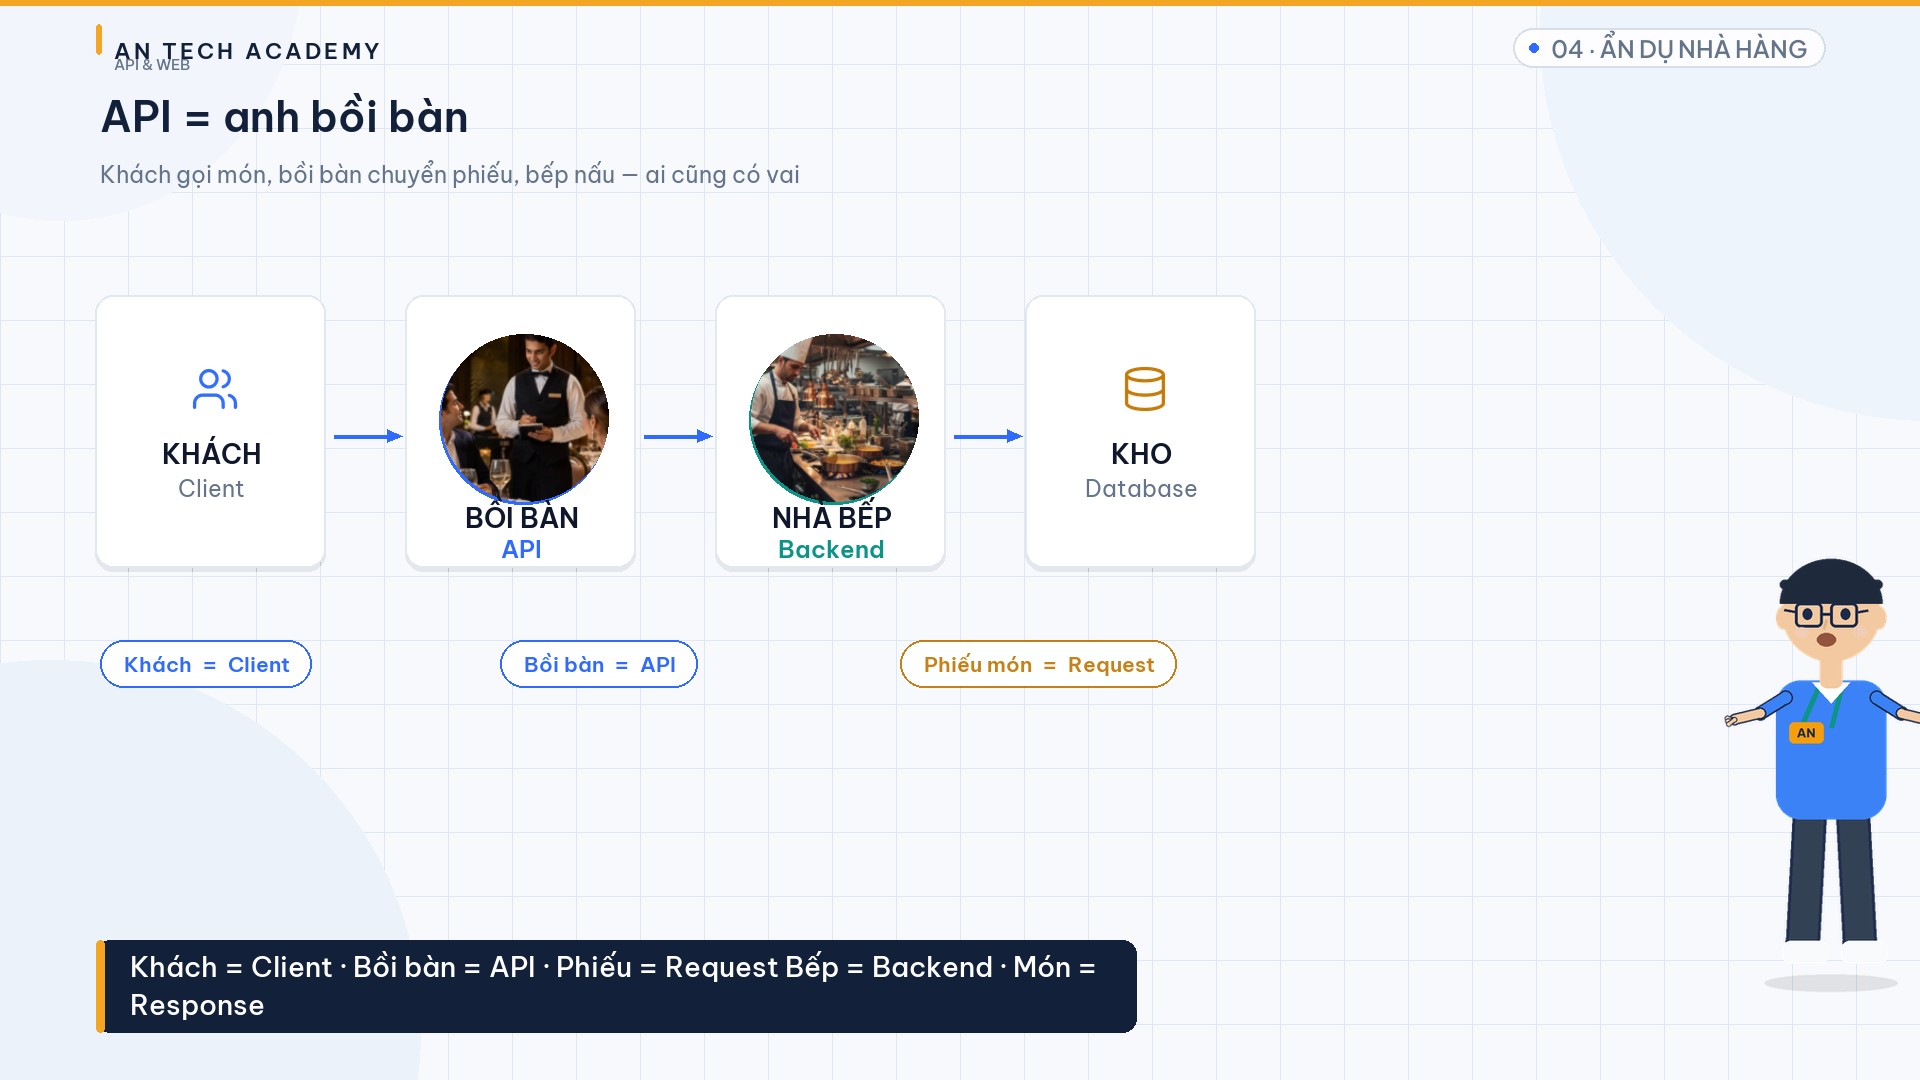 AN TECH ACADEMY
API & WEB
04 · ẨN DỤ NHÀ HÀNG
API = anh bồi bàn
Khách gọi món, bồi bàn chuyển phiếu, bếp nấu — ai cũng có vai
KHÁCH
Client
BỒI BÀN
API
NHÀ BẾP
Backend
KHO
Database
Khách = Client
Bồi bàn = API
Phiếu món = Request
AN
Khách = Client · Bồi bàn = API · Phiếu = Request Bếp = Backend · Món =
Response